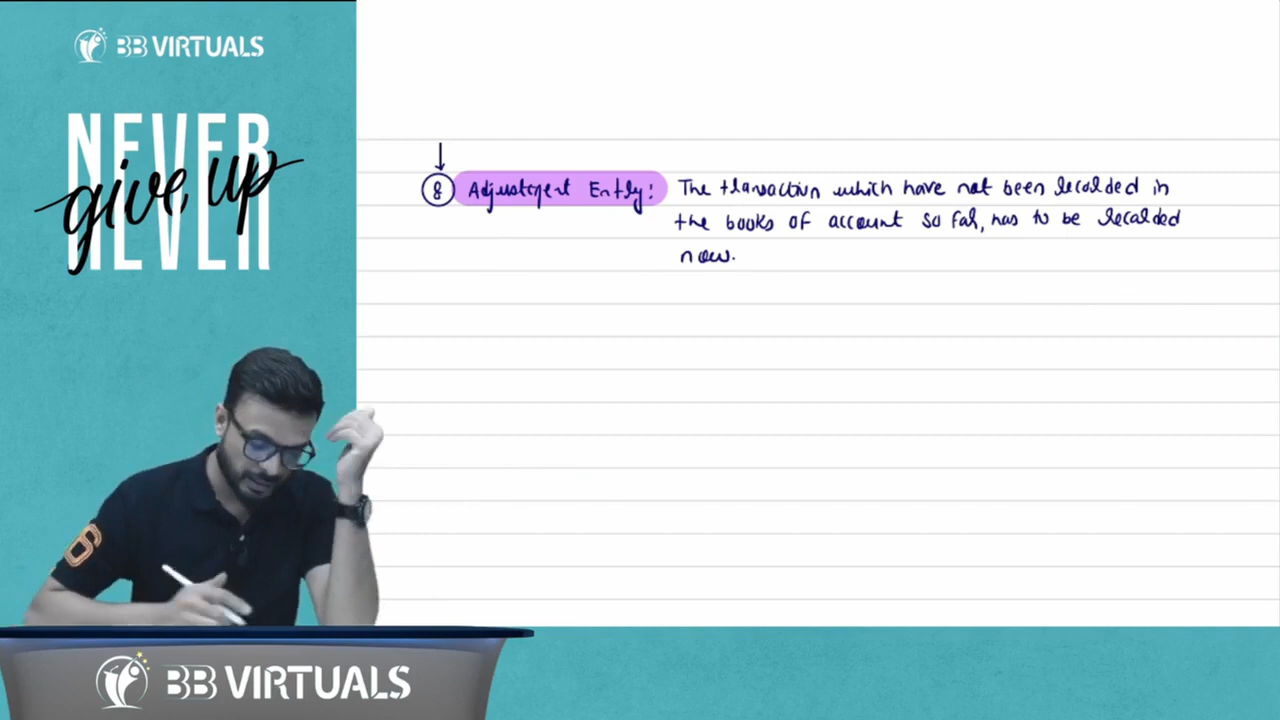 BB VIRTUALS
NEVER
give up
NEVER
6
8 Adjustment Entry: The transaction which have not been recorded in
the books of account so far, has to be recorded
now.
BB VIRTUALS